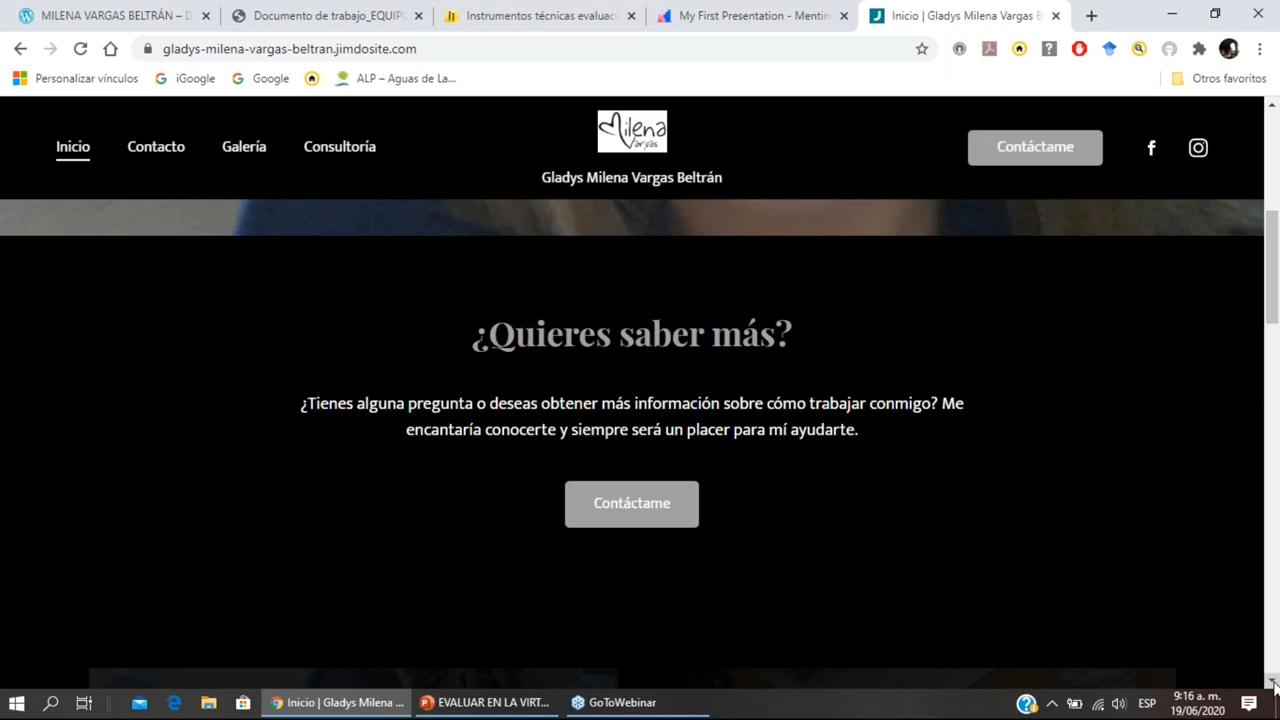 MILENA VARGAS BELTRÁN – D
Documento de trabajo_EQUIPO
Instrumentos técnicas evaluaci
My First Presentation - Mentim
Inicio | Gladys Milena Vargas B
gladys-milena-vargas-beltran.jimdosite.com
Personalizar vínculos
iGoogle
Google
ALP – Aguas de La...
Otros favoritos
Inicio
Contacto
Galería
Consultoría
Milena
Vargas
Gladys Milena Vargas Beltrán
Contáctame
¿Quieres saber más?
¿Tienes alguna pregunta o deseas obtener más información sobre cómo trabajar conmigo? Me
encantaría conocerte y siempre será un placer para mí ayudarte.
Contáctame
Inicio | Gladys Milena ...
EVALUAR EN LA VIRT...
GoToWebinar
ESP
9:16 a. m.
19/06/2020